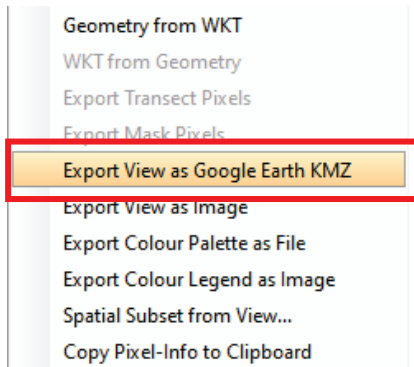 Geometry from WKT
WKT from Geometry
Export Transect Pixels
Export Mask Pixels
Export View as Google Earth KMZ
Export View as Image
Export Colour Palette as File
Export Colour Legend as Image
Spatial Subset from View...
Copy Pixel-Info to Clipboard